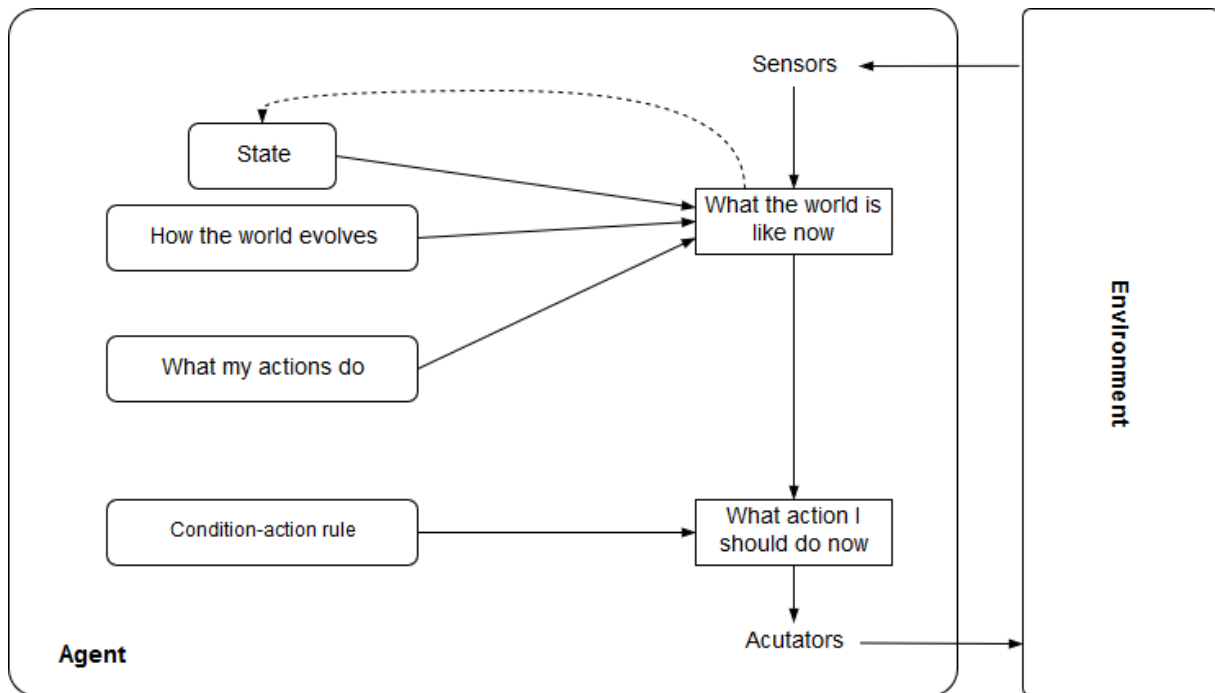 Sensors
State
What the world is
like now
How the world evolves
What my actions do
Environment
Condition-action rule
What action I
should do now
Acutators
Agent